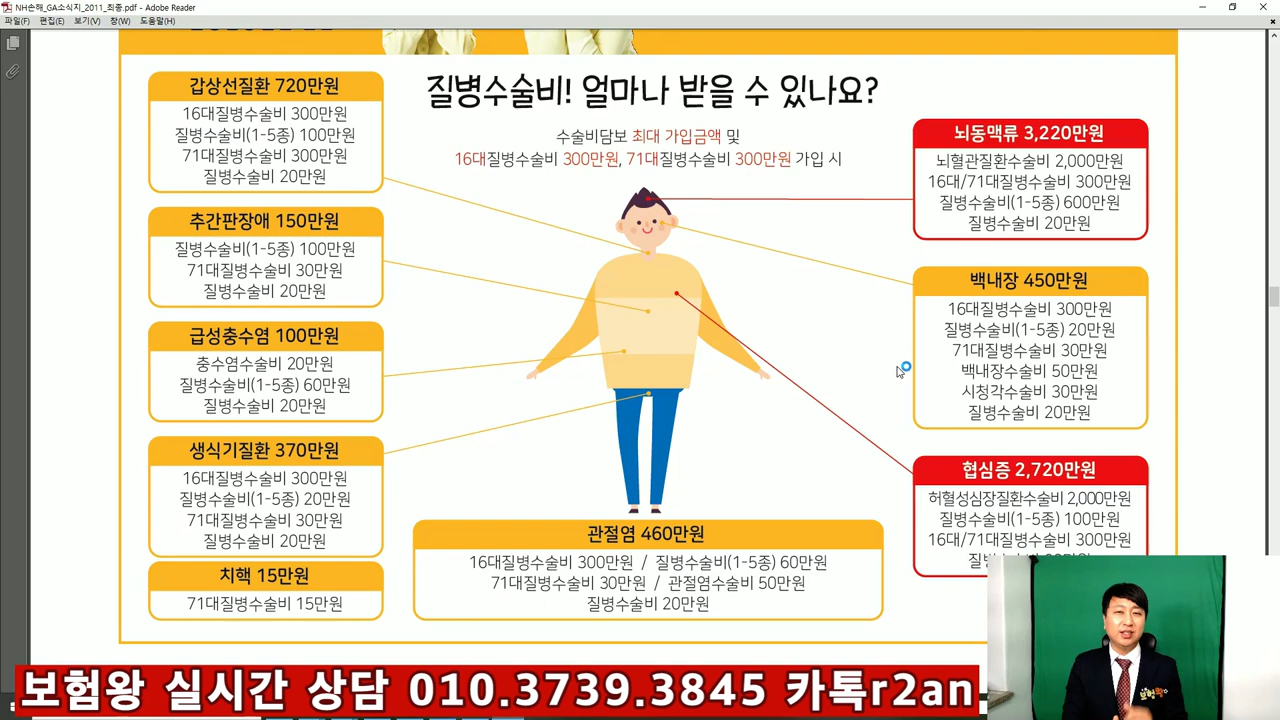 NH손해_GA소식지_2011_최종.pdf - Adobe Reader
파일(F) 편집(E) 보기(V) 창(W) 도움말(H)
질병수술비! 얼마나 받을 수 있나요?
수술비담보 최대 가입금액 및
16대질병수술비 300만원, 71대질병수술비 300만원 가입 시
갑상선질환 720만원
16대질병수술비 300만원
질병수술비(1-5종) 100만원
71대질병수술비 300만원
질병수술비 20만원
추간판장애 150만원
질병수술비(1-5종) 100만원
71대질병수술비 30만원
질병수술비 20만원
급성충수염 100만원
충수염수술비 20만원
질병수술비(1-5종) 60만원
질병수술비 20만원
생식기질환 370만원
16대질병수술비 300만원
질병수술비(1-5종) 20만원
71대질병수술비 30만원
질병수술비 20만원
치핵 15만원
71대질병수술비 15만원
관절염 460만원
16대질병수술비 300만원 / 질병수술비(1-5종) 60만원
71대질병수술비 30만원 / 관절염수술비 50만원
질병수술비 20만원
뇌동맥류 3,220만원
뇌혈관질환수술비 2,000만원
16대/71대질병수술비 300만원
질병수술비(1-5종) 600만원
질병수술비 20만원
백내장 450만원
16대질병수술비 300만원
질병수술비(1-5종) 20만원
71대질병수술비 30만원
백내장수술비 50만원
시청각수술비 30만원
질병수술비 20만원
협심증 2,720만원
허혈성심장질환수술비 2,000만원
질병수술비(1-5종) 100만원
16대/71대질병수술비 300만원
보험왕 실시간 상담 010.3739.3845 카톡r2an